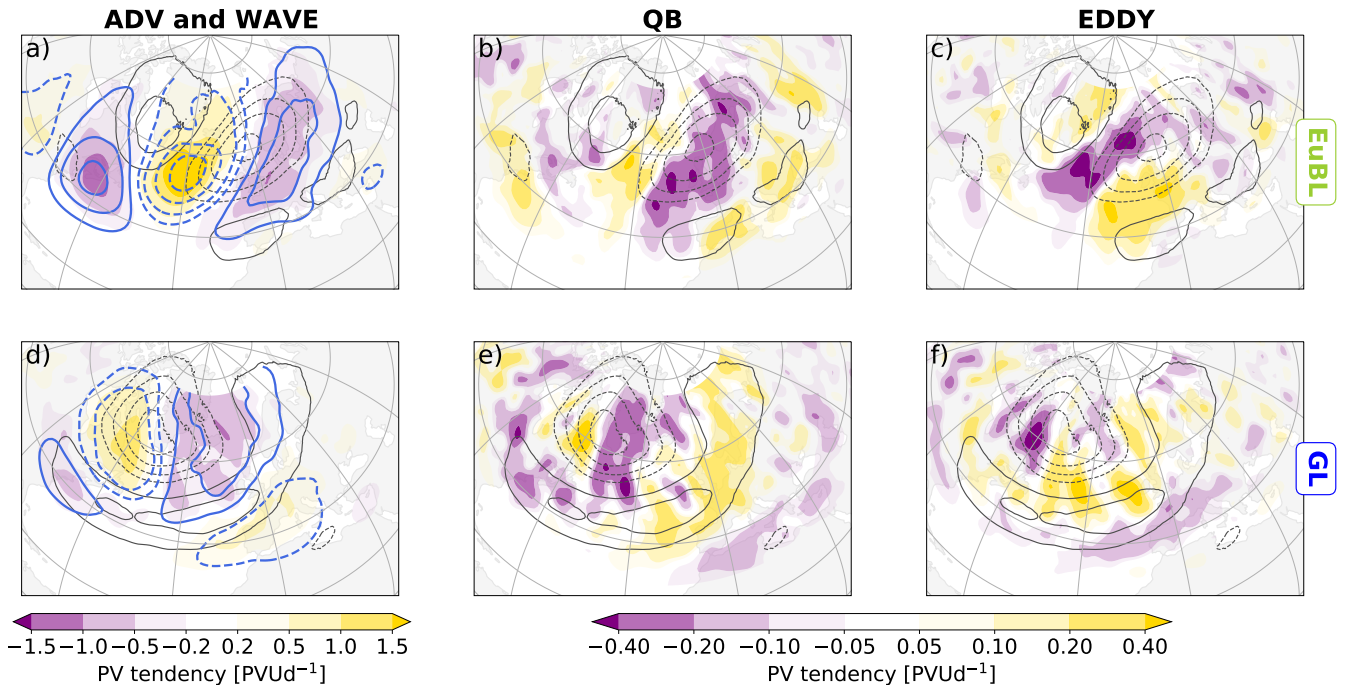 ADV and WAVE QB EDDY
a) b) c)
EuBL
d) e) f)
GL
−1.5 −1.0 −0.5 −0.2 0.2 0.5 1.0 1.5
PV tendency [PVUd⁻¹]
−0.40 −0.20 −0.10 −0.05 0.05 0.10 0.20 0.40
PV tendency [PVUd⁻¹]